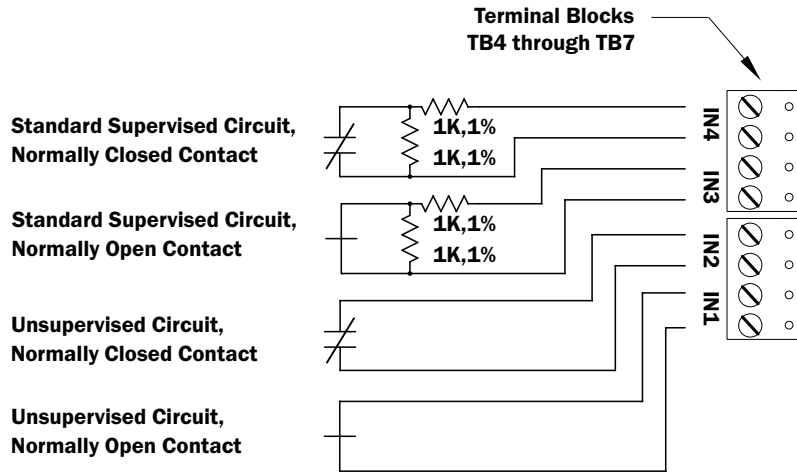 Terminal Blocks
TB4 through TB7
Standard Supervised Circuit,
Normally Closed Contact
1K,1%
1K,1%
IN4
Standard Supervised Circuit,
Normally Open Contact
1K,1%
1K,1%
IN3
Unsupervised Circuit,
Normally Closed Contact
IN2
Unsupervised Circuit,
Normally Open Contact
IN1